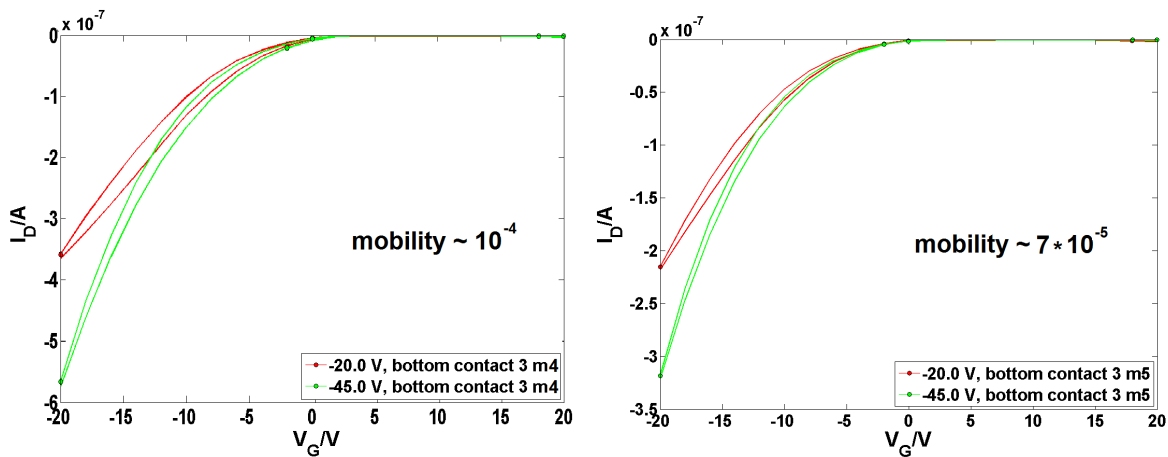 x 10⁻⁷
0
-1
-2
-3
-4
-5
-6
I_D/A
-20
-15
-10
-5
0
5
10
15
20
V_G/V
mobility ~ 10⁻⁴
-20.0 V, bottom contact 3 m4
-45.0 V, bottom contact 3 m4
x 10⁻⁷
0
-0.5
-1
-1.5
-2
-2.5
-3
-3.5
I_D/A
-20
-15
-10
-5
0
5
10
15
20
V_G/V
mobility ~ 7*10⁻⁵
-20.0 V, bottom contact 3 m5
-45.0 V, bottom contact 3 m5